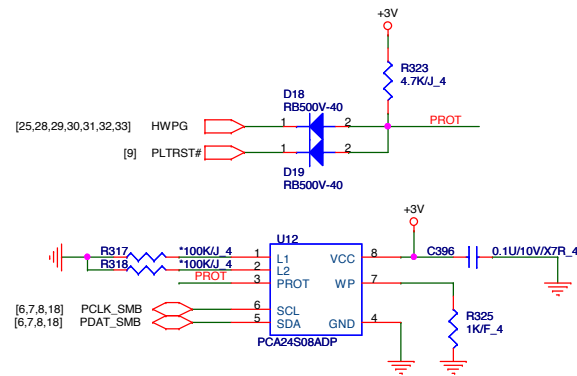 +3V
R323
4.7K/J_4
D18
RB500V-40
PROT
[25,28,29,30,31,32,33] HWPG 1 2
[9] PLTRST# 1 2
D19
RB500V-40
+3V
U12
R317 *100K/J_4 1 L1 VCC 8 C396 0.1U/10V/X7R_4
R318 *100K/J_4 2 L2
PROT 3 PROT WP 7
[6,7,8,18] PCLK_SMB 6 SCL
[6,7,8,18] PDAT_SMB 5 SDA GND 4
R325
1K/F_4
PCA24S08ADP